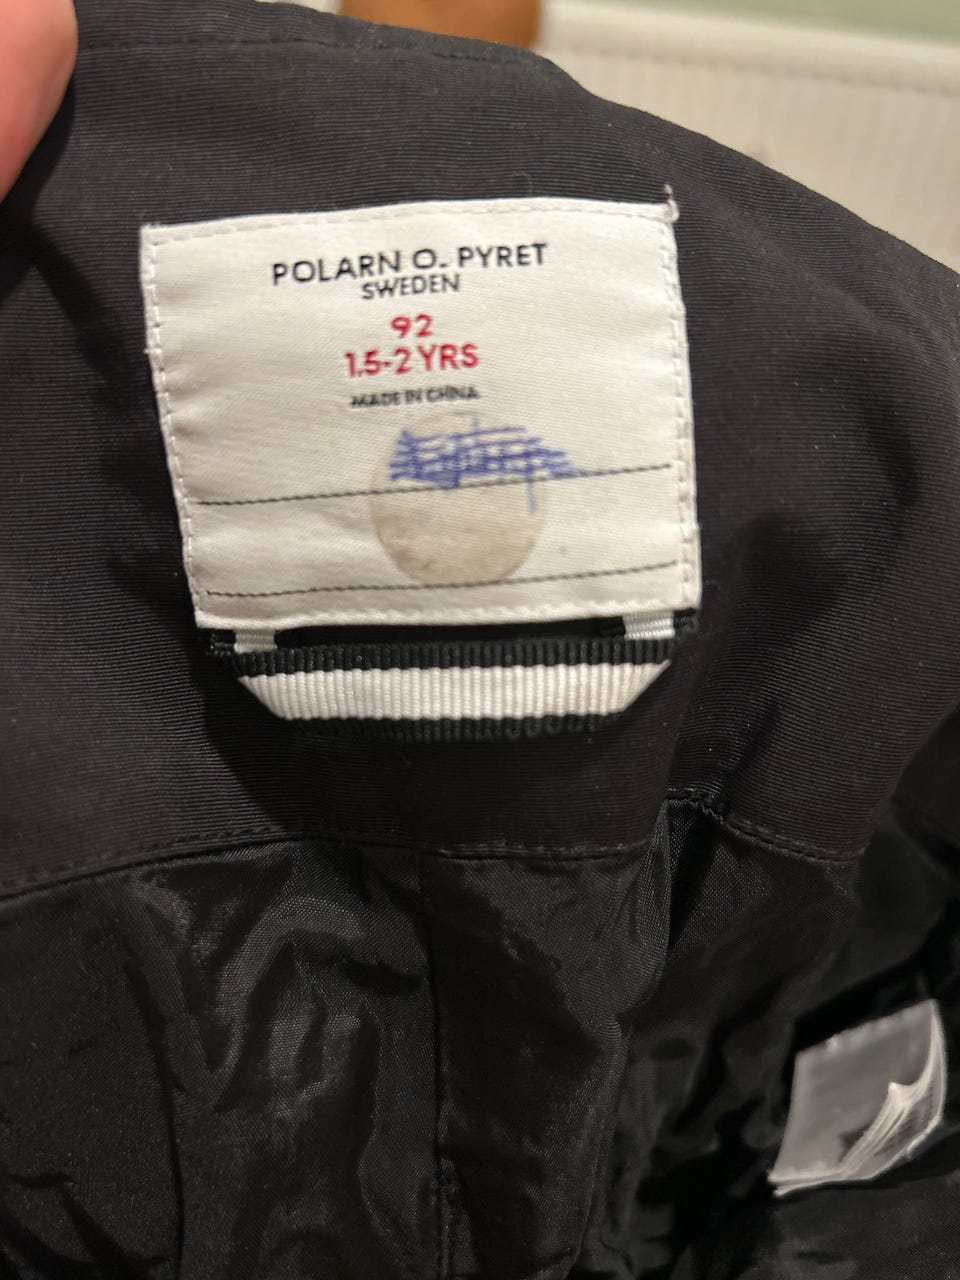 POLARN O. PYRET
SWEDEN
92
1.5-2 YRS
MADE IN CHINA